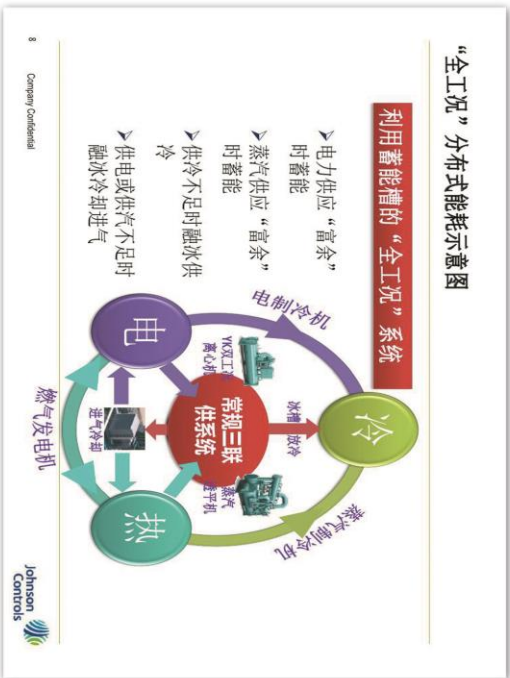 “全工况”分布式能耗示意图
利用蓄能槽的“全工况”系统
➢ 电力供应“富余”
时蓄能
➢ 蒸汽供应“富余”
时蓄能
➢ 供冷不足时融冰供
冷
➢ 供电或供汽不足时
融冰冷却进气
冷
电制冷机
蒸汽制冷机
冰槽
放冷
YK双工况
离心机
常规三联
供系统
蒸汽
电
进气冷却
热
燃气发电机
8
Company Confidential
Johnson
Controls